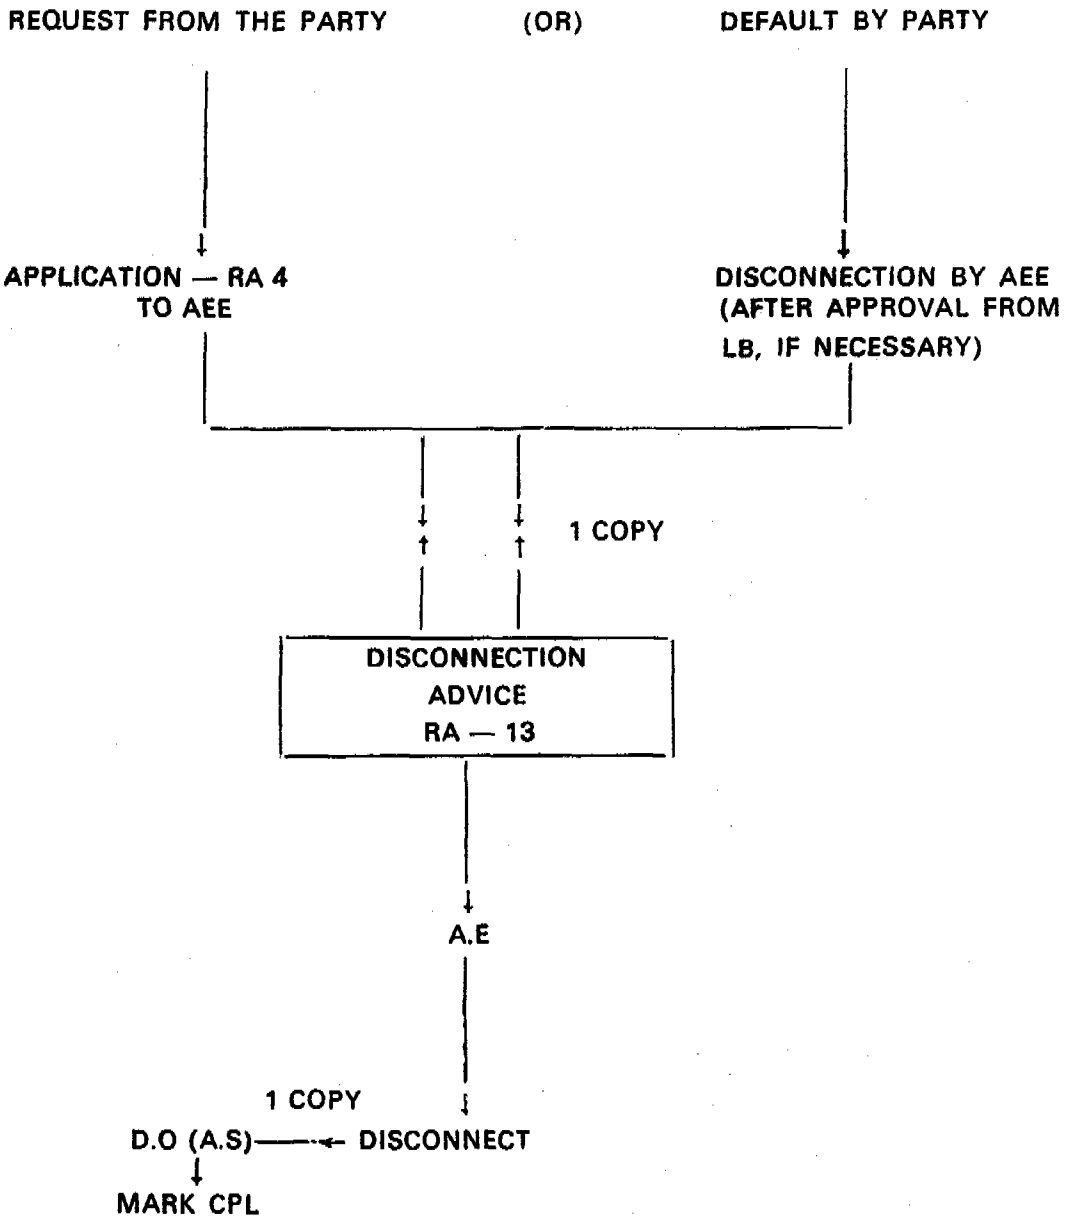 REQUEST FROM THE PARTY (OR) DEFAULT BY PARTY
APPLICATION — RA 4
TO AEE
DISCONNECTION BY AEE
(AFTER APPROVAL FROM
LB, IF NECESSARY)
1 COPY
DISCONNECTION
ADVICE
RA — 13
A.E
1 COPY
D.O (A.S) DISCONNECT
MARK CPL